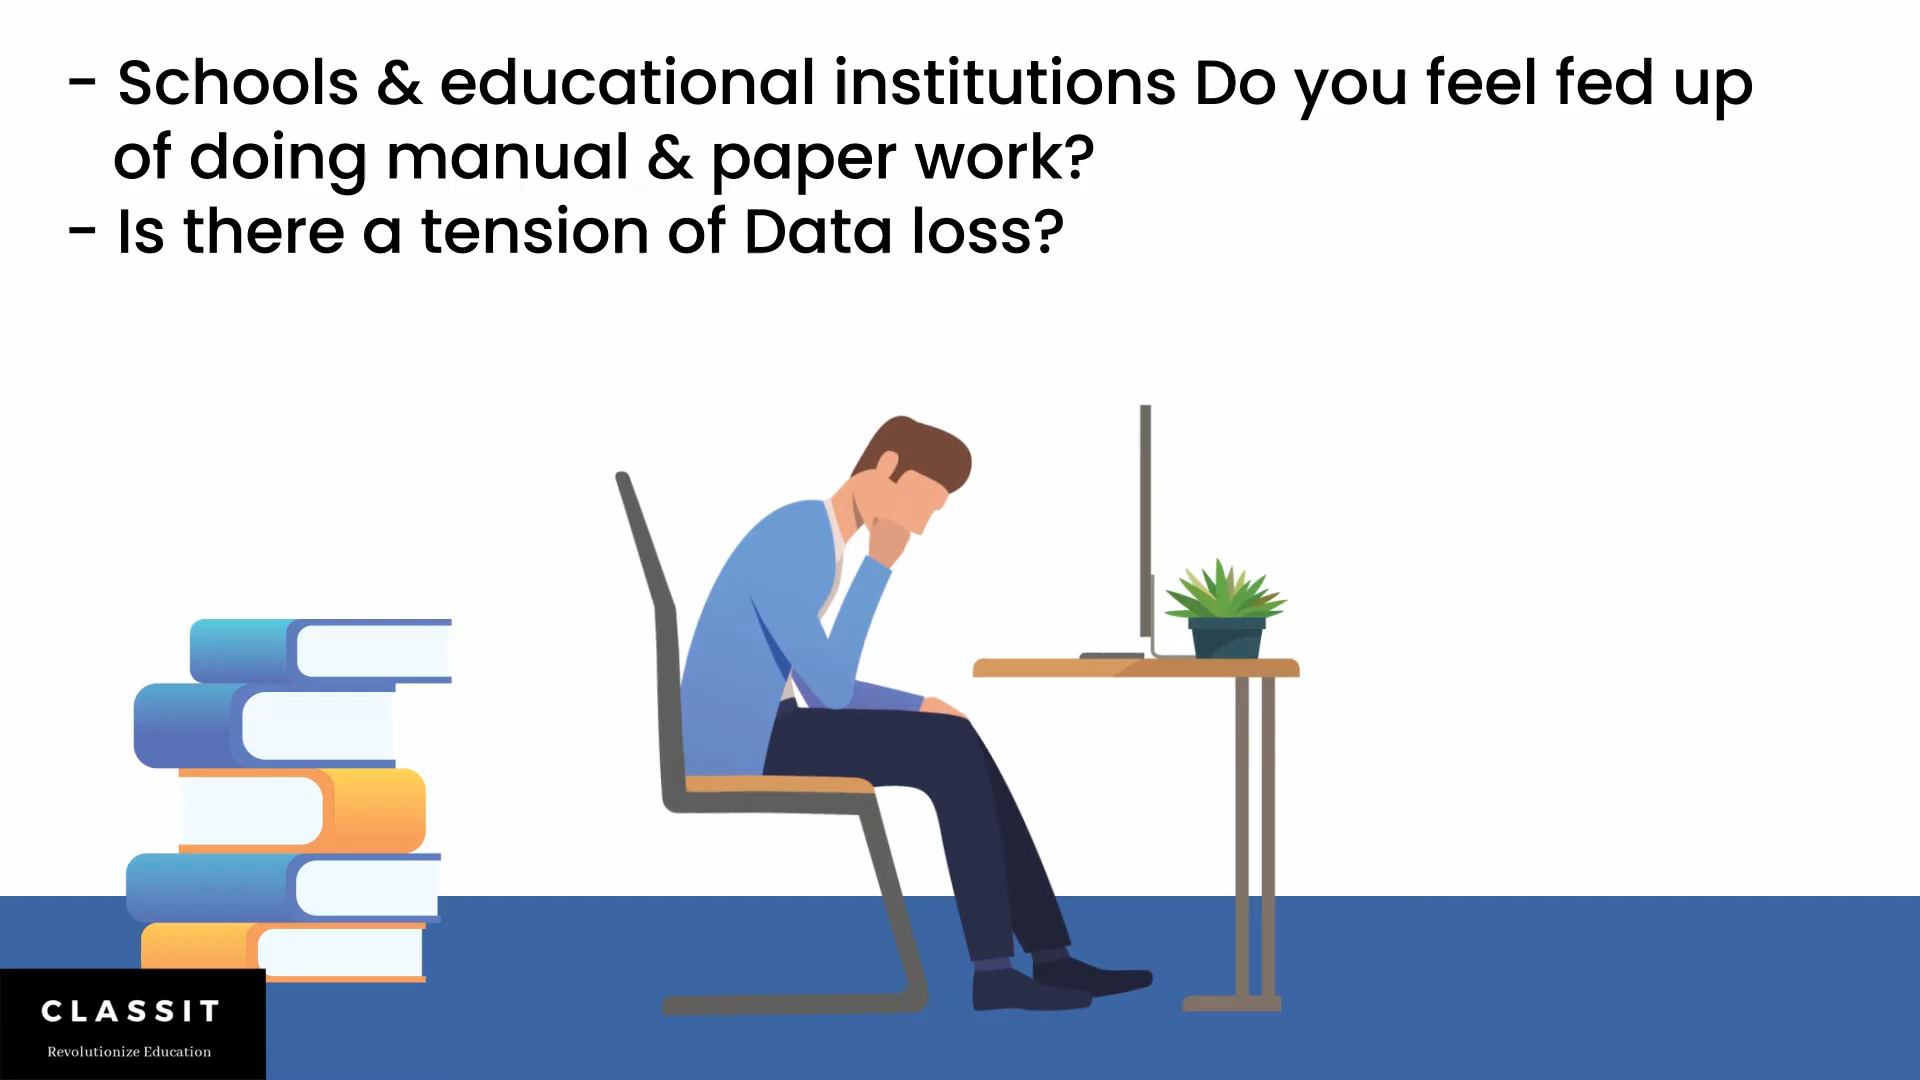 - Schools & educational institutions Do you feel fed up
of doing manual & paper work?
- Is there a tension of Data loss?
CLASSIT
Revolutionize Education